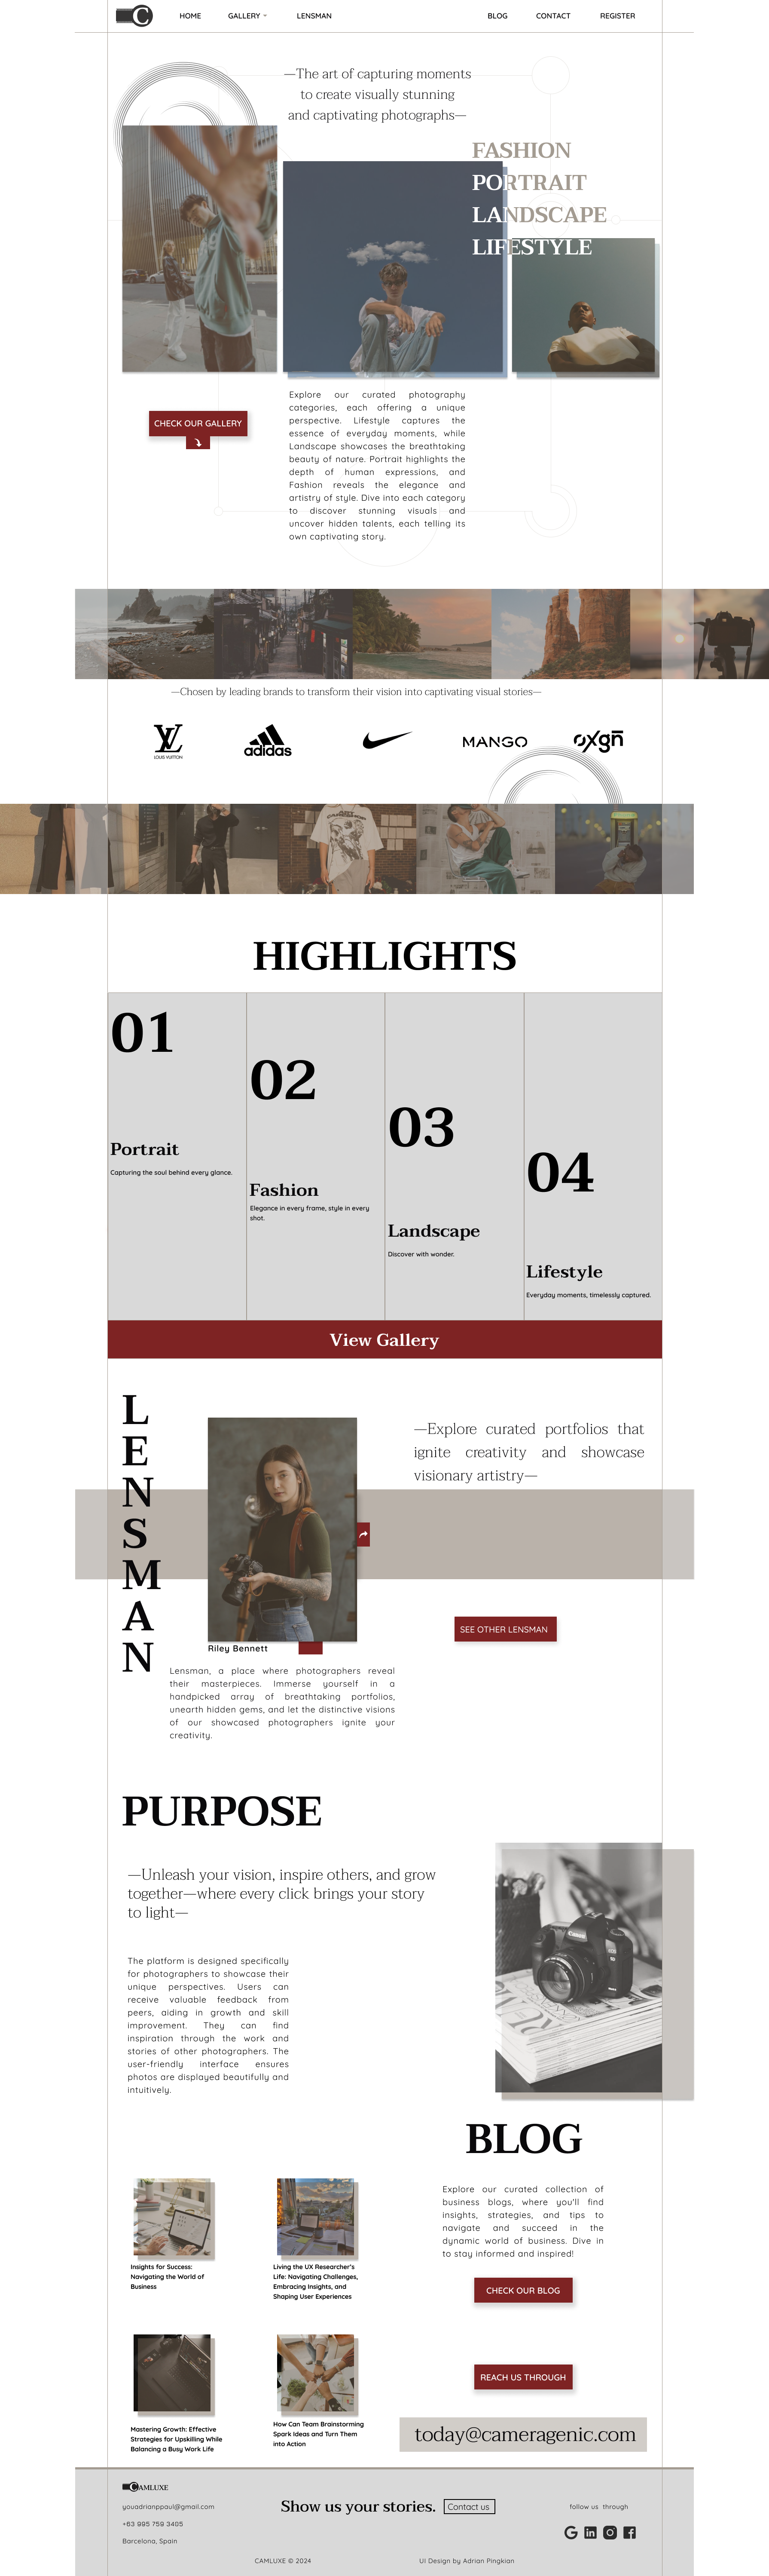 C
HOME
GALLERY
LENSMAN
BLOG
CONTACT
REGISTER
—The art of capturing moments
to create visually stunning
and captivating photographs—
FASHION
PORTRAIT
LANDSCAPE
LIFESTYLE
CHECK OUR GALLERY
Explore our curated photography
categories, each offering a unique
perspective. Lifestyle captures the
essence of everyday moments, while
Landscape showcases the breathtaking
beauty of nature. Portrait highlights the
depth of human expressions, and
Fashion reveals the elegance and
artistry of style. Dive into each category
to discover stunning visuals and
uncover hidden talents, each telling its
own captivating story.
—Chosen by leading brands to transform their vision into captivating visual stories—
LV
LOUIS VUITTON
adidas
MANGO
oxgn
HIGHLIGHTS
01
Portrait
Capturing the soul behind every glance.
02
Fashion
Elegance in every frame, style in every
shot.
03
Landscape
Discover with wonder.
04
Lifestyle
Everyday moments, timelessly captured.
View Gallery
LENSMAN
—Explore curated portfolios that
ignite creativity and showcase
visionary artistry—
SEE OTHER LENSMAN
Riley Bennett
Lensman, a place where photographers reveal
their masterpieces. Immerse yourself in a
handpicked array of breathtaking portfolios,
unearth hidden gems, and let the distinctive visions
of our showcased photographers ignite your
creativity.
PURPOSE
—Unleash your vision, inspire others, and grow
together—where every click brings your story
to light—
The platform is designed specifically
for photographers to showcase their
unique perspectives. Users can
receive valuable feedback from
peers, aiding in growth and skill
improvement. They can find
inspiration through the work and
stories of other photographers. The
user-friendly interface ensures
photos are displayed beautifully and
intuitively.
Canon
BLOG
Explore our curated collection of
business blogs, where you'll find
insights, strategies, and tips to
navigate and succeed in the
dynamic world of business. Dive in
to stay informed and inspired!
CHECK OUR BLOG
Insights for Success:
Navigating the World of
Business
Living the UX Researcher's
Life: Navigating Challenges,
Embracing Insights, and
Shaping User Experiences
Mastering Growth: Effective
Strategies for Upskilling While
Balancing a Busy Work Life
How Can Team Brainstorming
Spark Ideas and Turn Them
into Action
REACH US THROUGH
today@cameragenic.com
CAMLUXE
youadrianppaul@gmail.com
+63 995 759 3405
Barcelona, Spain
Show us your stories.
Contact us
follow us through
CAMLUXE © 2024
UI Design by Adrian Pingkian